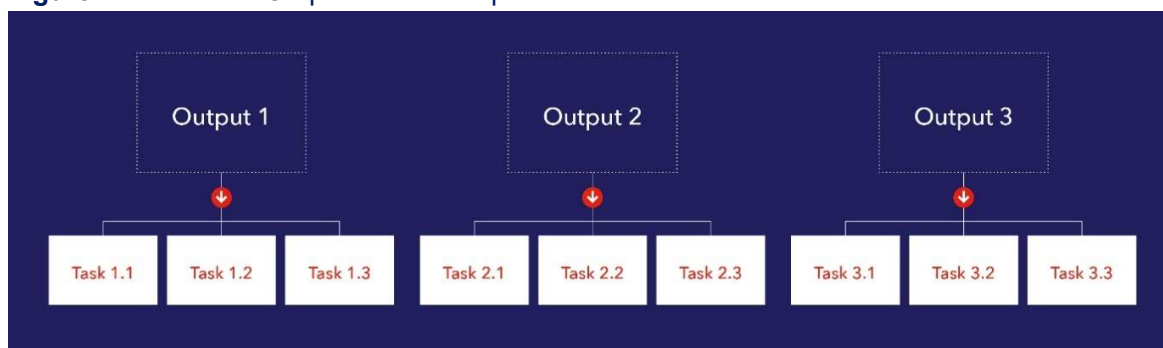 Output 1
Output 2
Output 3
Task 1.1
Task 1.2
Task 1.3
Task 2.1
Task 2.2
Task 2.3
Task 3.1
Task 3.2
Task 3.3